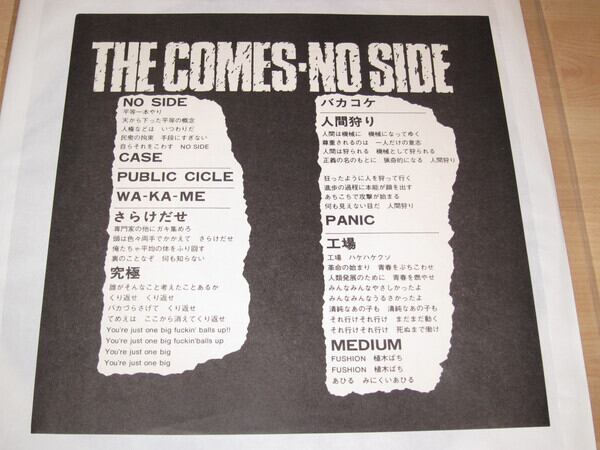 THE COMES·NO SIDE
NO SIDE
平等一本やり
天から下った平等の概念
人権などは　いつわりだ
民衆の拘束　手段にすぎない
自らそれをこわす　NO SIDE
CASE
PUBLIC CICLE
WA-KA-ME
さらけだせ
専門家の他にガキ集めろ
頭は色々両手でかかえて　さらけだせ
俺たちゃ平均の体をふり回す
裏のことなぞ　何も知らない
究極
誰がそんなこと考えたことあるか
くり返せ　くり返せ
バカづらさげて　くり返せ
てめえは　ここから消えてくり返せ
You're just one big fuckin' balls up!!
You're just one big fuckin'balls up
You're just one big
You're just one big
バカコケ
人間狩り
人間は機械に　機械になってゆく
尊重されるのは　一人だけの意志
人間は狩られる　機械として狩られる
正義の名のもとに　猟奇的になる　人間狩り
狂ったように人を狩って行く
進歩の過程に本能が顔を出す
あちこちで攻撃が始まる
何も見えない目だ　人間狩り
PANIC
工場
工場　ハケハケクソ
革命の始まり　青春をぶちこわせ
人類発展のために　青春を燃やせ
みんなみんなやさしかったよ
みんなみんなうるさかったよ
清純なあの子も　清純なあの子も
それ行けそれ行け　まだまだ動く
それ行けそれ行け　死ぬまで働け
MEDIUM
FUSHION　植木ばち
FUSHION　植木ばち
あひる　みにくいあひる